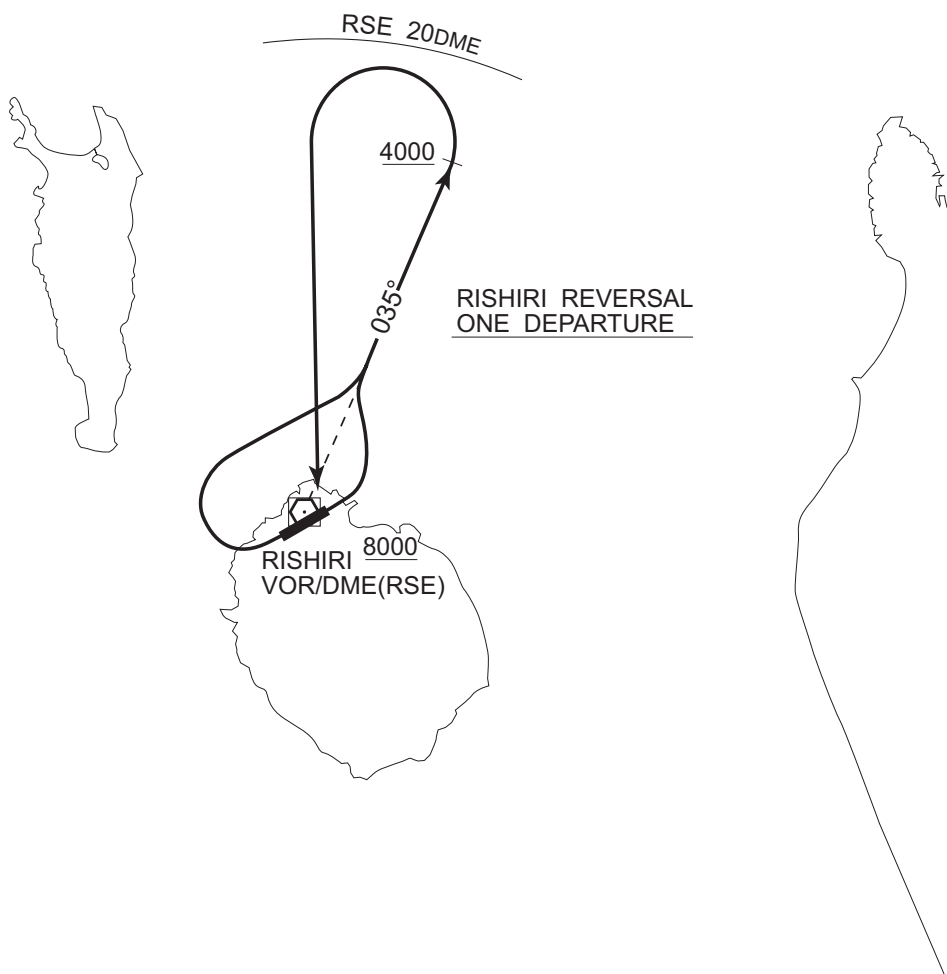 RSE 20DME
4000
035°
RISHIRI REVERSAL
ONE DEPARTURE
RISHIRI 8000
VOR/DME(RSE)